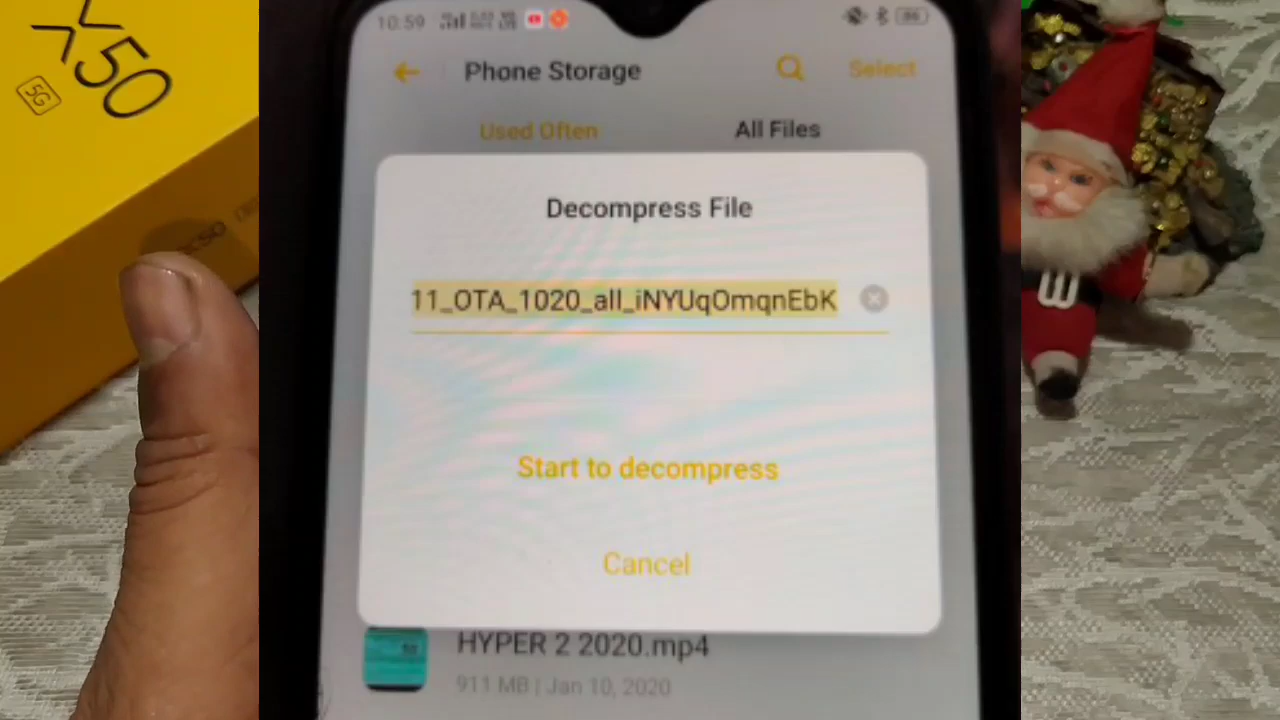 X50
5G
10:59
86
Phone Storage
Select
Used Often
All Files
Decompress File
11_OTA_1020_all_iNYUqOmqnEbK
Start to decompress
Cancel
HYPER 2 2020.mp4
911 MB | Jan 10, 2020